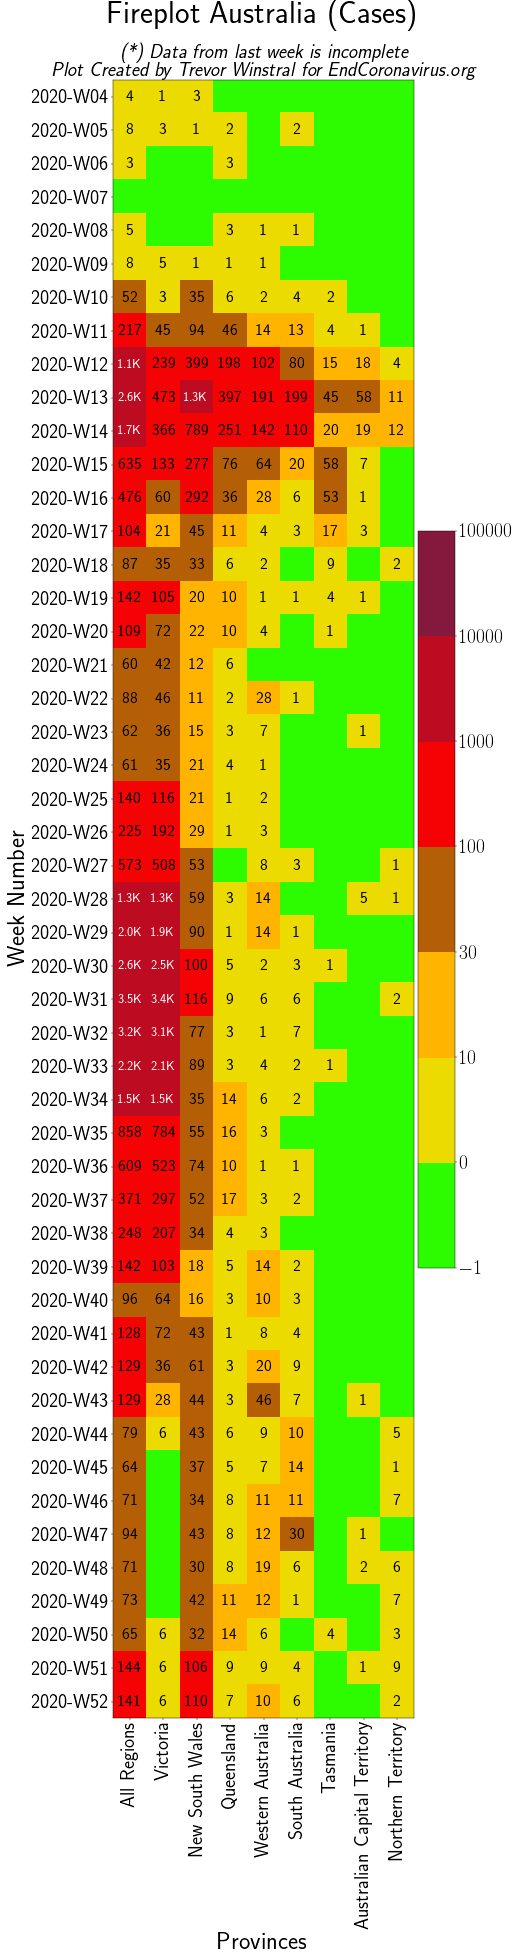 Fireplot Australia (Cases)
(*) Data from last week is incomplete
Plot Created by Trevor Winstral for EndCoronavirus.org
2020-W04 4 1 3
2020-W05 8 3 1 2 2
2020-W06 3 3
2020-W07
2020-W08 5 3 1 1
2020-W09 8 5 1 1 1
2020-W10 52 3 35 6 2 4 2
2020-W11 217 45 94 46 14 13 4 1
2020-W12 1.1K 239 399 198 102 80 15 18 4
2020-W13 2.6K 473 1.3K 397 191 199 45 58 11
2020-W14 1.7K 366 789 251 142 110 20 19 12
2020-W15 635 133 277 76 64 20 58 7
2020-W16 476 60 292 36 28 6 53 1
2020-W17 104 21 45 11 4 3 17 3
2020-W18 87 35 33 6 2 9 2
2020-W19 142 105 20 10 1 1 4 1
2020-W20 109 72 22 10 4 1
2020-W21 60 42 12 6
2020-W22 88 46 11 2 28 1
2020-W23 62 36 15 3 7 1
2020-W24 61 35 21 4 1
2020-W25 140 116 21 1 2
2020-W26 225 192 29 1 3
2020-W27 573 508 53 8 3 1
2020-W28 1.3K 1.3K 59 3 14 5 1
2020-W29 2.0K 1.9K 90 1 14 1
2020-W30 2.6K 2.5K 100 5 2 3 1
2020-W31 3.5K 3.4K 116 9 6 6 2
2020-W32 3.2K 3.1K 77 3 1 7
2020-W33 2.2K 2.1K 89 3 4 2 1
2020-W34 1.5K 1.5K 35 14 6 2
2020-W35 858 784 55 16 3
2020-W36 609 523 74 10 1 1
2020-W37 371 297 52 17 3 2
2020-W38 248 207 34 4 3
2020-W39 142 103 18 5 14 2
2020-W40 96 64 16 3 10 3
2020-W41 128 72 43 1 8 4
2020-W42 129 36 61 3 20 9
2020-W43 129 28 44 3 46 7 1
2020-W44 79 6 43 6 9 10 5
2020-W45 64 37 5 7 14 1
2020-W46 71 34 8 11 11 7
2020-W47 94 43 8 12 30 1
2020-W48 71 30 8 19 6 2 6
2020-W49 73 42 11 12 1 7
2020-W50 65 6 32 14 6 4 3
2020-W51 144 6 106 9 9 4 1 9
2020-W52 141 6 110 7 10 6 2
Week Number
100000
10000
1000
100
30
10
0
−1
All Regions
Victoria
New South Wales
Queensland
Western Australia
South Australia
Tasmania
Australian Capital Territory
Northern Territory
Provinces